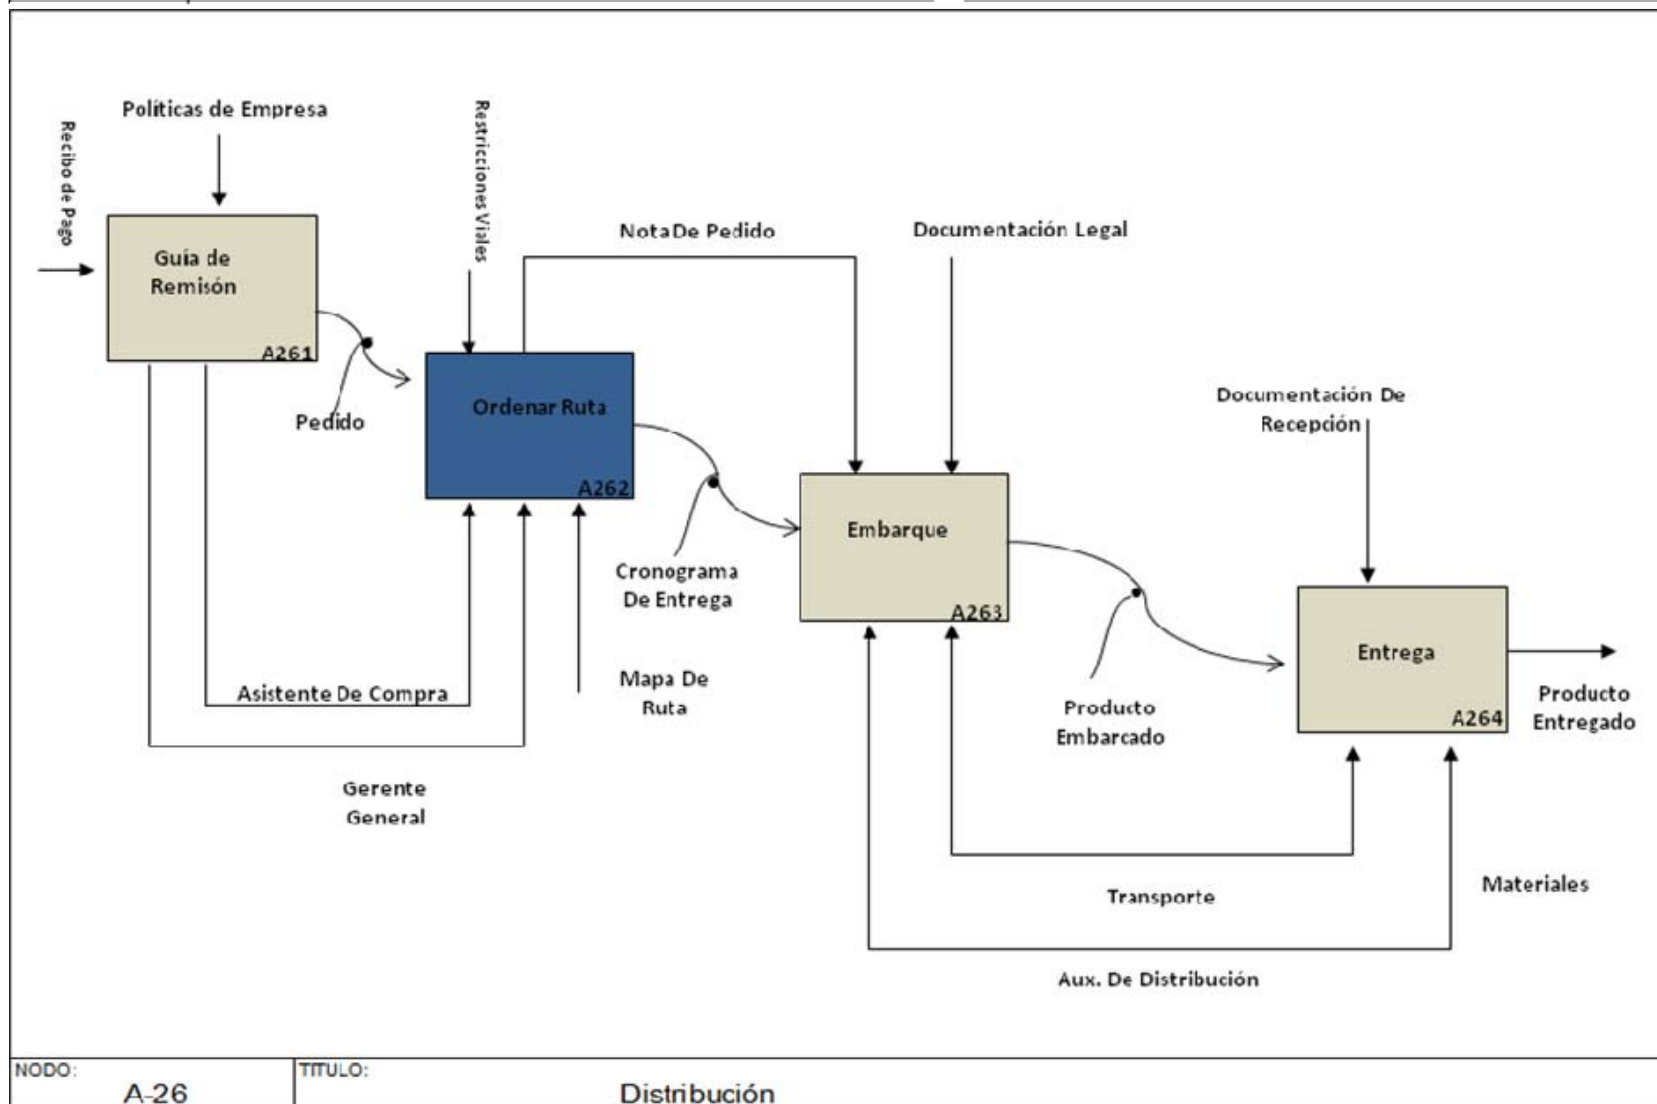 Políticas de Empresa
Recibo de Pago
Restricciones Viales
Guía de
Remisón
A261
Pedido
NotaDe Pedido
Documentación Legal
Ordenar Ruta
A262
Documentación De
Recepción
Cronograma
De Entrega
Embarque
A263
Asistente De Compra
Mapa De
Ruta
Entrega
A264
Producto
Embarcado
Producto
Entregado
Gerente
General
Transporte
Materiales
Aux. De Distribución
NODO:
A-26
TITULO:
Distribución